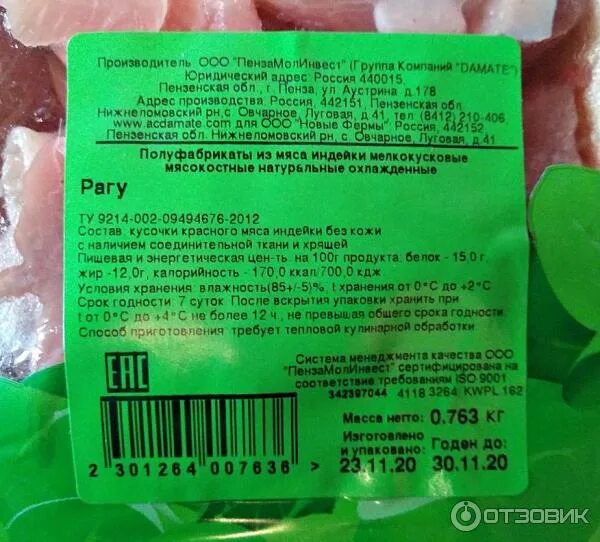 Производитель: ООО "ПензаМолИнвест" (Группа Компаний "DAMATE")
Юридический адрес: Россия 440015,
Пензенская обл., г. Пенза, ул. Аустрина д.178
Адрес производства: Россия, 442151, Пензенская обл,
Нижнеломовский рн,с. Овчарное, Луговая, д.41, тел: (8412) 210-406,
www.acdamate.com для ООО "Новые Фермы" Россия, 442152,
Пензенская обл. Нижнеломовский рн, с. Овчарное, Луговая, д.41
Полуфабрикаты из мяса индейки мелкокусковые
мясокостные натуральные охлажденные
Рагу
ТУ 9214-002-09494676-2012
Состав: кусочки красного мяса индейки без кожи
с наличием соединительной ткани и хрящей
Пищевая и энергетическая цен-ть. на 100г продукта: белок - 15,0 г,
жир -12,0г, калорийность - 170,0 ккал/700,0 кдж.
Условия хранения: влажность(85+/-5)%, t хранения от 0°C до +2°C
Срок годности: 7 суток. После вскрытия упаковки хранить при
t от 0°C до +4°C не более 12 ч., не превышая общего срока годности.
Способ приготовления: требует тепловой кулинарной обработки.
Система менеджмента качества ООО
"ПензаМолИнвест" сертифицирована на
соответствие требованиям ISO 9001
EAC
342397044 4118 3264 KWPL 162
Масса нетто: 0.763 КГ
Изготовлено и упаковано: 23.11.20
Годен до: 30.11.20
2 301264 007636 >
ОТЗОВИК